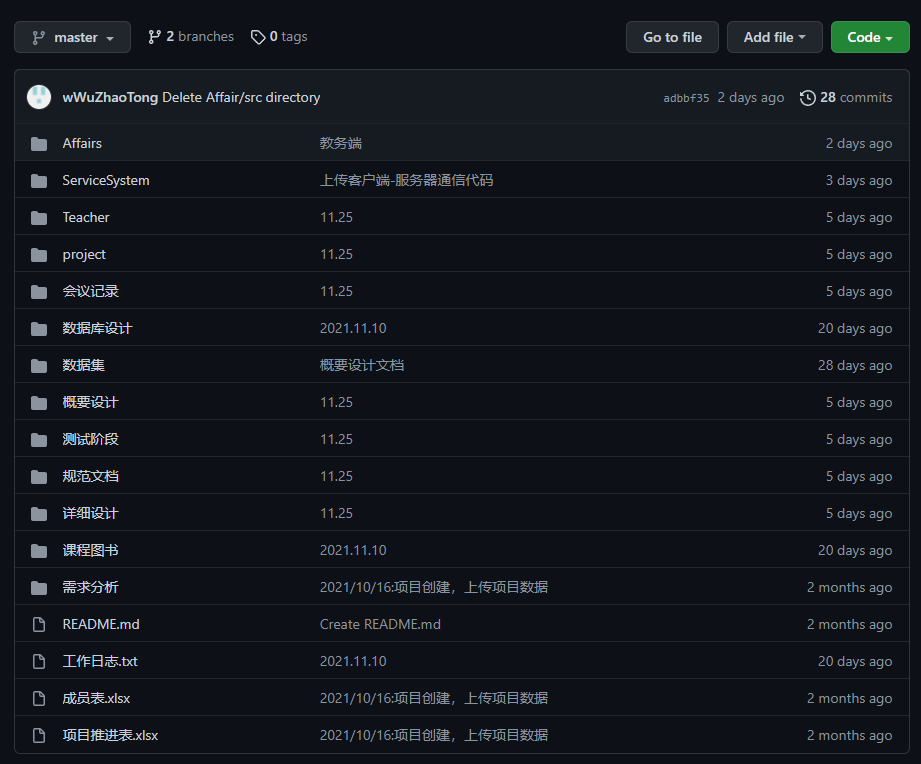 master 2 branches 0 tags Go to file Add file Code
wWuZhaoTong Delete Affair/src directory adbbf35 2 days ago 28 commits
Affairs 教务端 2 days ago
ServiceSystem 上传客户端-服务器通信代码 3 days ago
Teacher 11.25 5 days ago
project 11.25 5 days ago
会议记录 11.25 5 days ago
数据库设计 2021.11.10 20 days ago
数据集 概要设计文档 28 days ago
概要设计 11.25 5 days ago
测试阶段 11.25 5 days ago
规范文档 11.25 5 days ago
详细设计 11.25 5 days ago
课程图书 2021.11.10 20 days ago
需求分析 2021/10/16:项目创建，上传项目数据 2 months ago
README.md Create README.md 2 months ago
工作日志.txt 2021.11.10 20 days ago
成员表.xlsx 2021/10/16:项目创建，上传项目数据 2 months ago
项目推进表.xlsx 2021/10/16:项目创建，上传项目数据 2 months ago